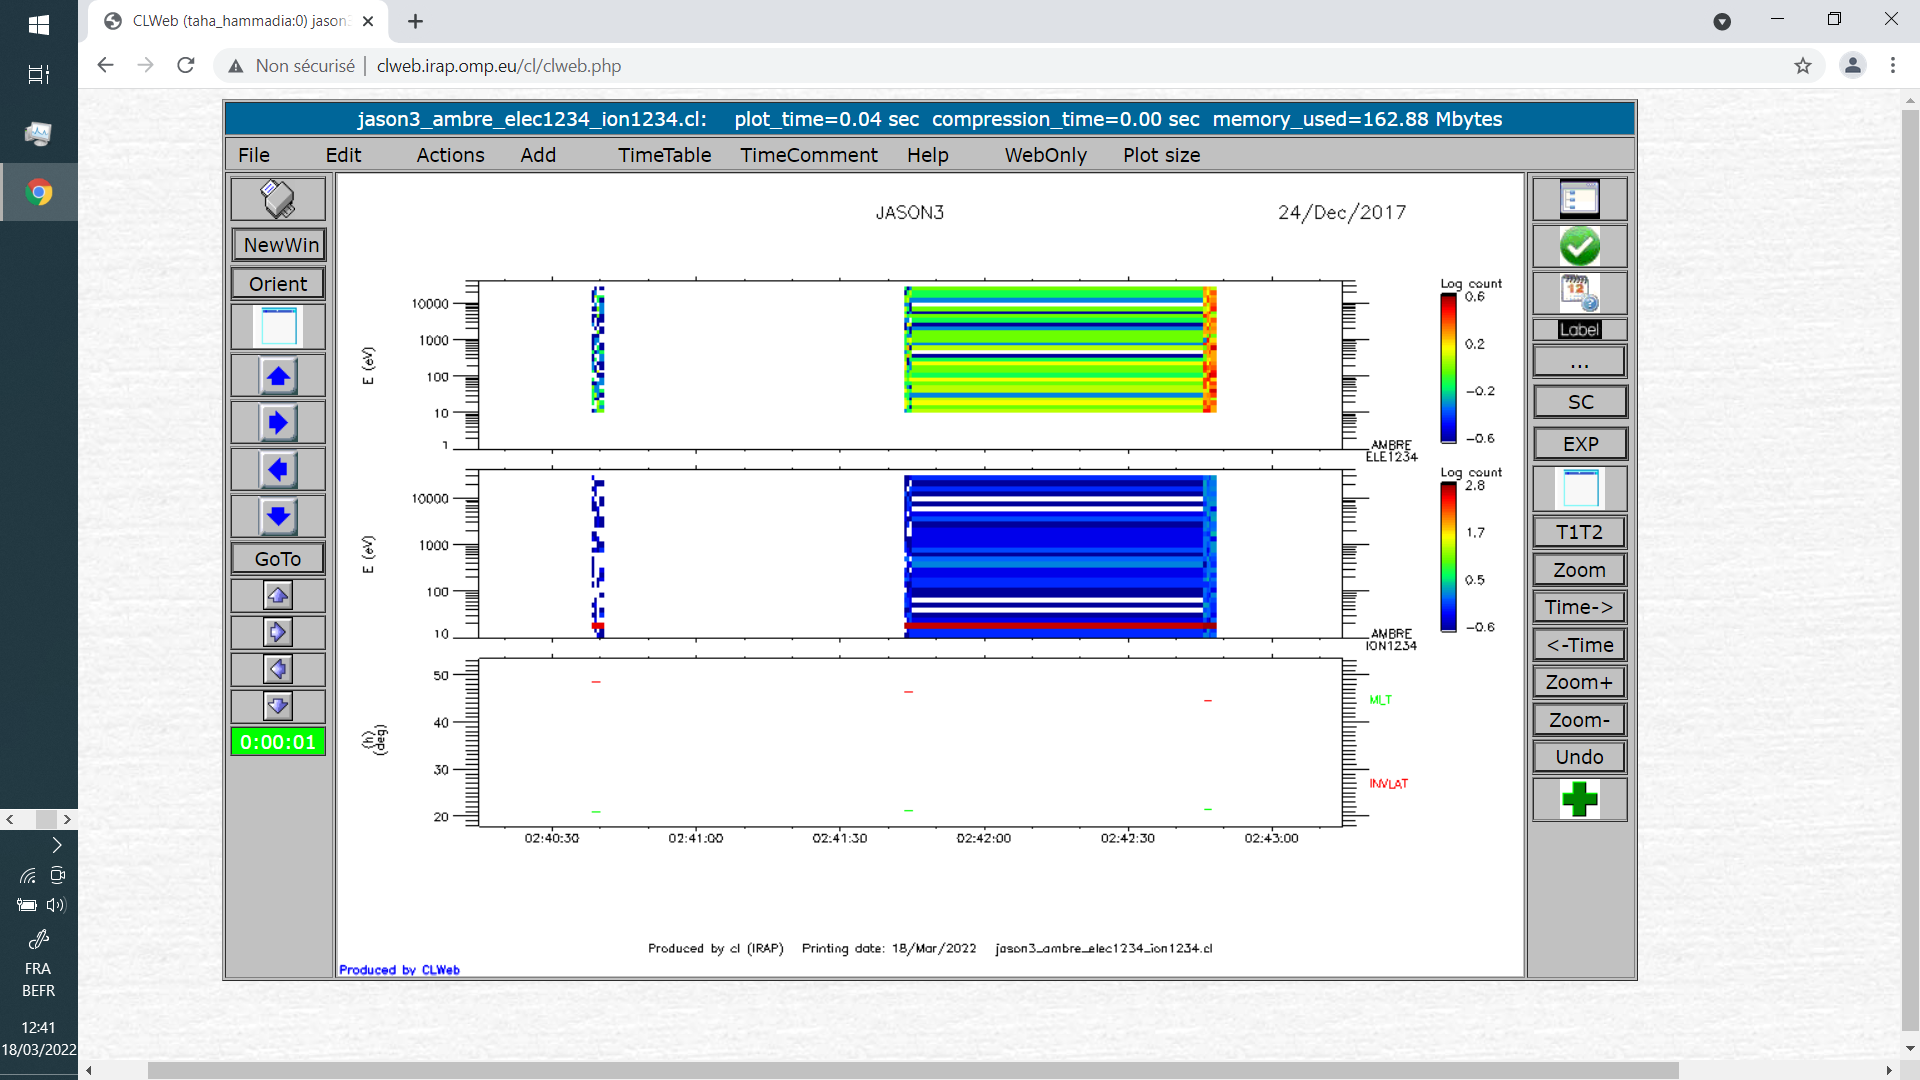 CLWeb (taha_hammadia:0) jason3
Non sécurisé | clweb.irap.omp.eu/cl/clweb.php
jason3_ambre_elec1234_ion1234.cl: plot_time=0.04 sec compression_time=0.00 sec memory_used=162.88 Mbytes
File Edit Actions Add TimeTable TimeComment Help WebOnly Plot size
NewWin
Orient
GoTo
0:00:01
JASON3 24/Dec/2017
E (eV)
10000
1000
100
10
1
Log count
0.6
0.2
-0.2
-0.6
AMBRE
ELE1234
E (eV)
10000
1000
100
10
Log count
2.8
1.7
0.5
-0.6
AMBRE
ION1234
(h)
(deg)
50
40
30
20
MLT
INVLAT
02:40:30 02:41:00 02:41:30 02:42:00 02:42:30 02:43:00
Produced by cl (IRAP) Printing date: 18/Mar/2022 jason3_ambre_elec1234_ion1234.cl
Produced by CLWeb
12
Label
...
SC
EXP
T1T2
Zoom
Time->
<-Time
Zoom+
Zoom-
Undo
FRA
BEFR
12:41
18/03/2022